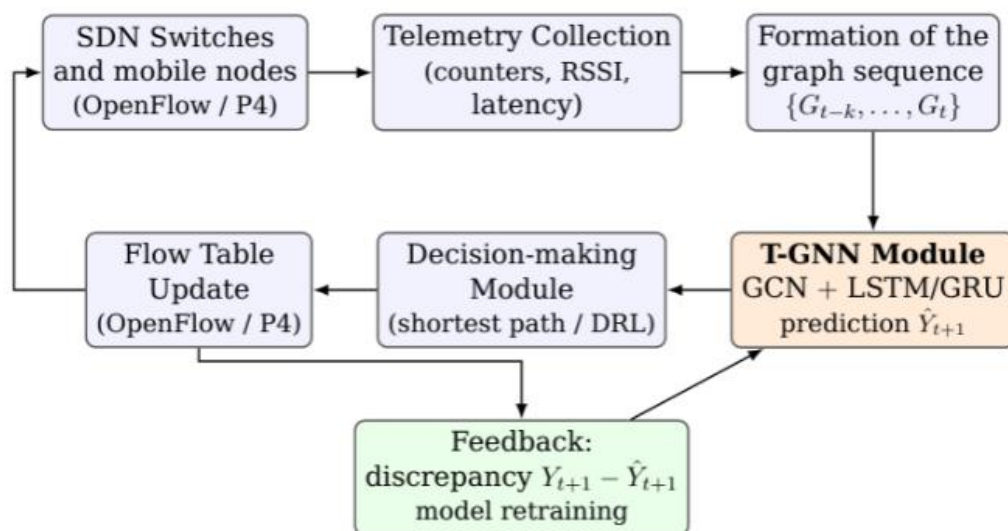 SDN Switches
and mobile nodes
(OpenFlow / P4)
Telemetry Collection
(counters, RSSI,
latency)
Formation of the
graph sequence
{G_{t−k}, . . . , G_t}
Flow Table
Update
(OpenFlow / P4)
Decision-making
Module
(shortest path / DRL)
T-GNN Module
GCN + LSTM/GRU
prediction Ŷ_{t+1}
Feedback:
discrepancy Y_{t+1} − Ŷ_{t+1}
model retraining